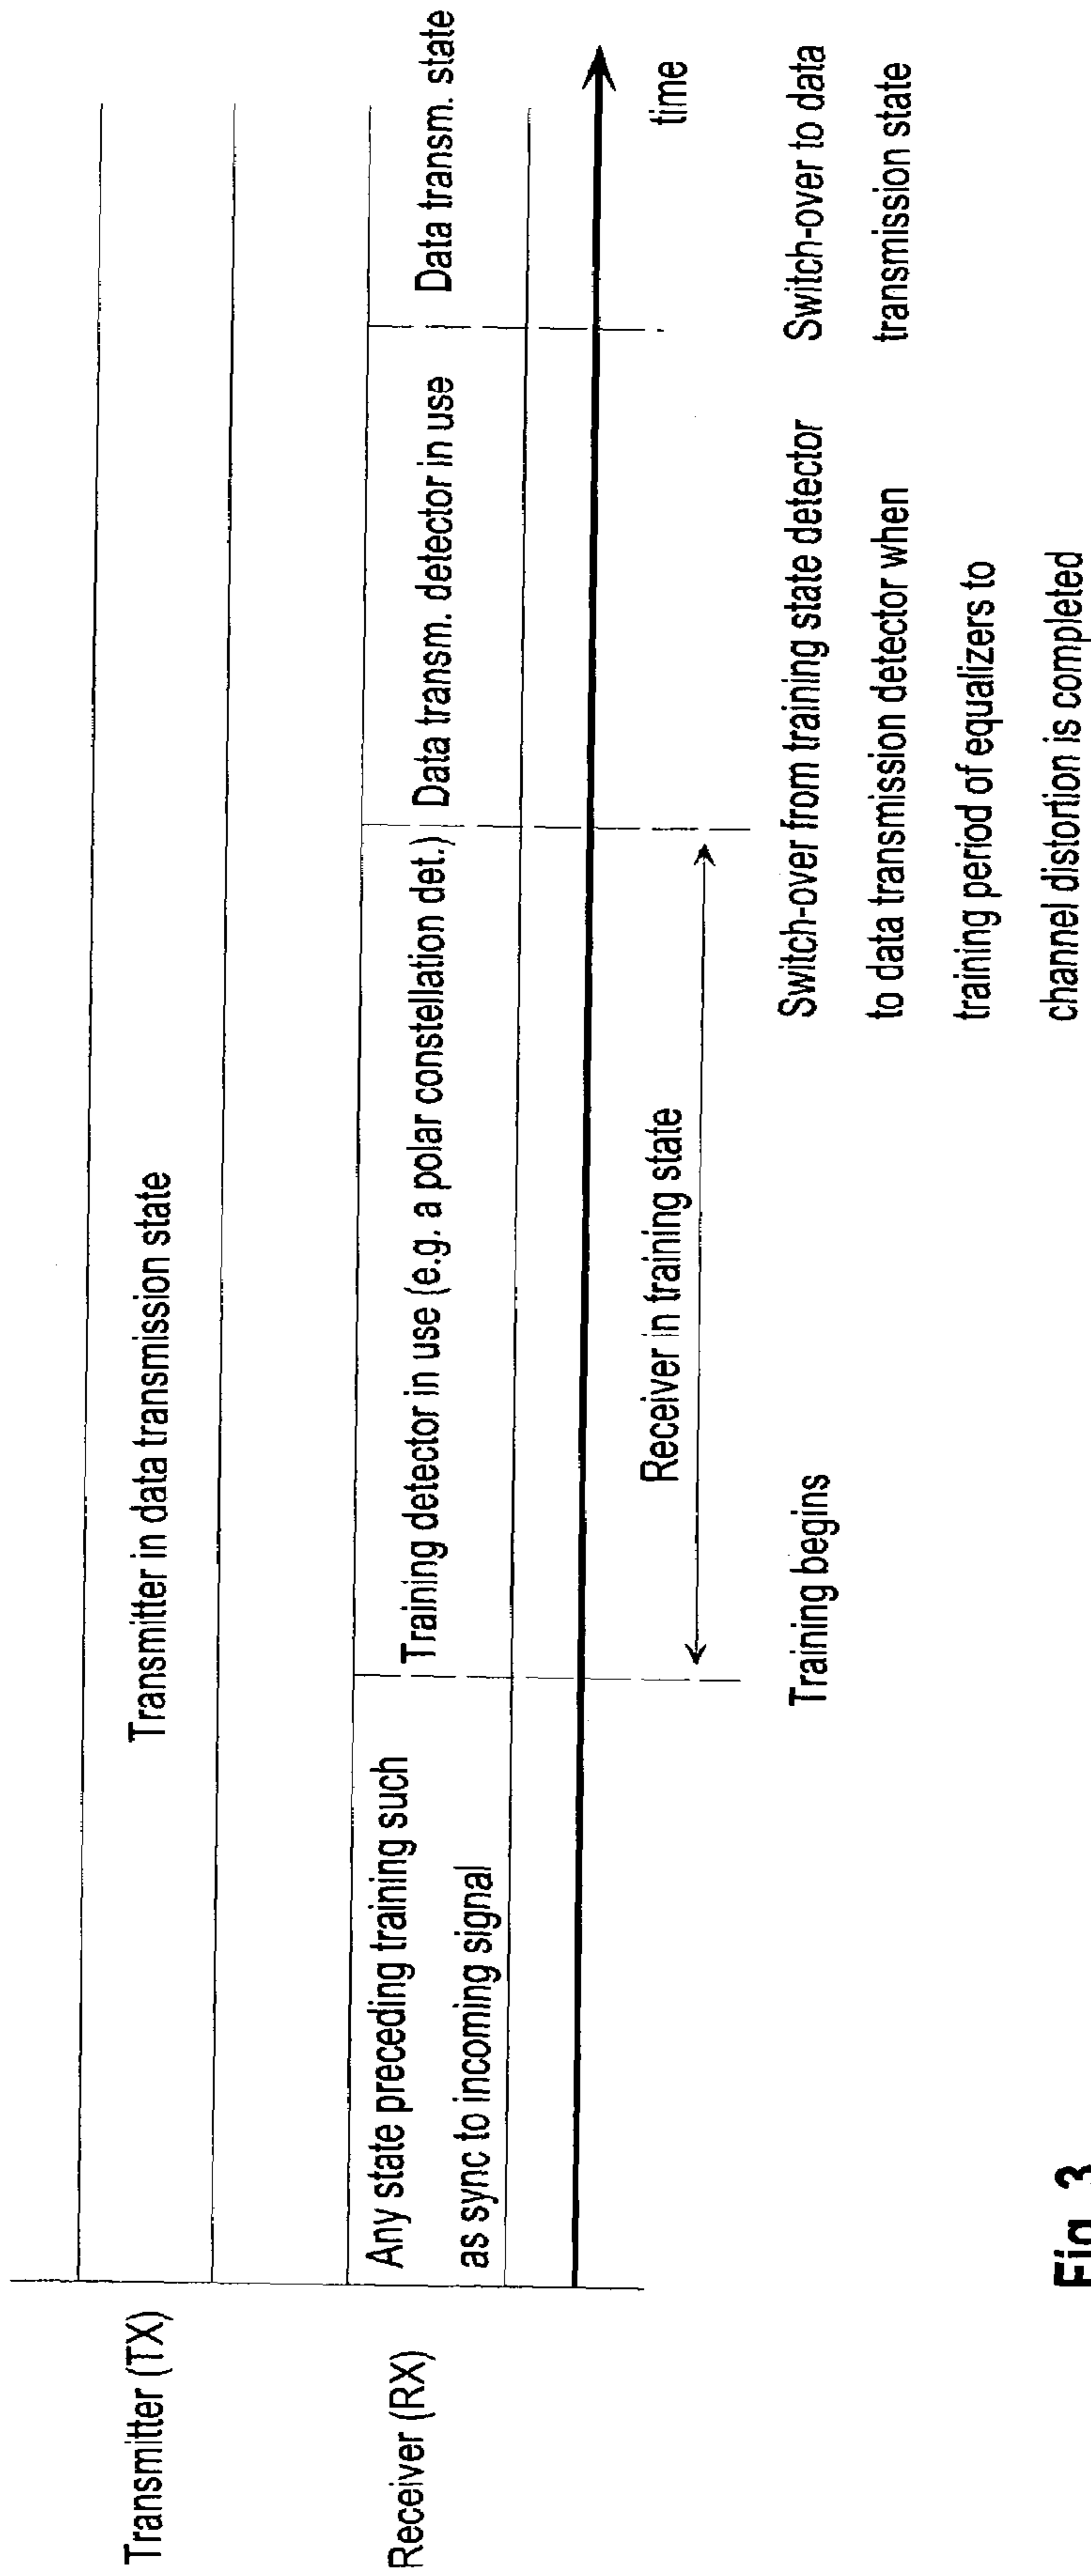 Transmitter (TX)
Transmitter in data transmission state
Receiver (RX)
Any state preceding training such
as sync to incoming signal
Training detector in use (e.g. a polar constellation det.)
Data transm. detector in use
Data transm. state
time
Receiver in training state
Training begins
Switch-over from training state detector
to data transmission detector when
training period of equalizers to
channel distortion is completed
Switch-over to data
transmission state
Fig. 3